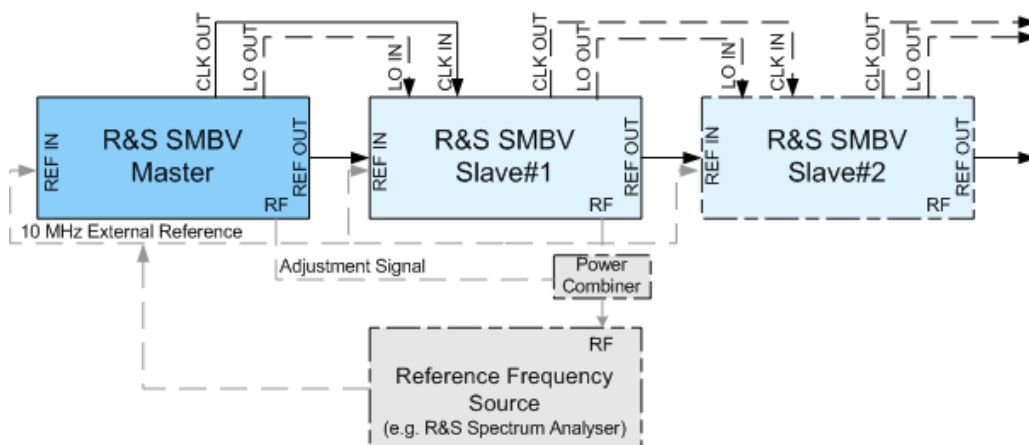 CLK OUT
LO OUT
LO IN
CLK IN
CLK OUT
LO OUT
LO IN
CLK IN
CLK OUT
LO OUT
REF IN
R&S SMBV
Master
REF OUT
RF
REF IN
R&S SMBV
Slave#1
REF OUT
RF
REF IN
R&S SMBV
Slave#2
REF OUT
RF
10 MHz External Reference
Adjustment Signal
Power
Combiner
RF
Reference Frequency
Source
(e.g. R&S Spectrum Analyser)